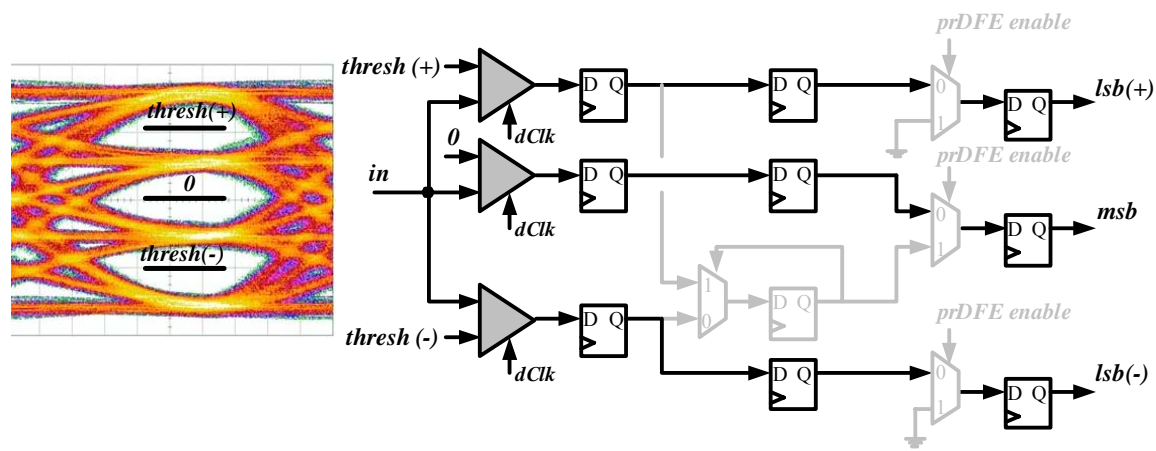 thresh(+)
0
thresh(-)
thresh (+)
0
in
thresh (-)
dClk
dClk
dClk
D Q
D Q
D Q
D Q
D Q
D Q
1
0
D Q
prDFE enable
0
1
D Q
lsb(+)
prDFE enable
0
1
D Q
msb
prDFE enable
0
1
D Q
lsb(-)